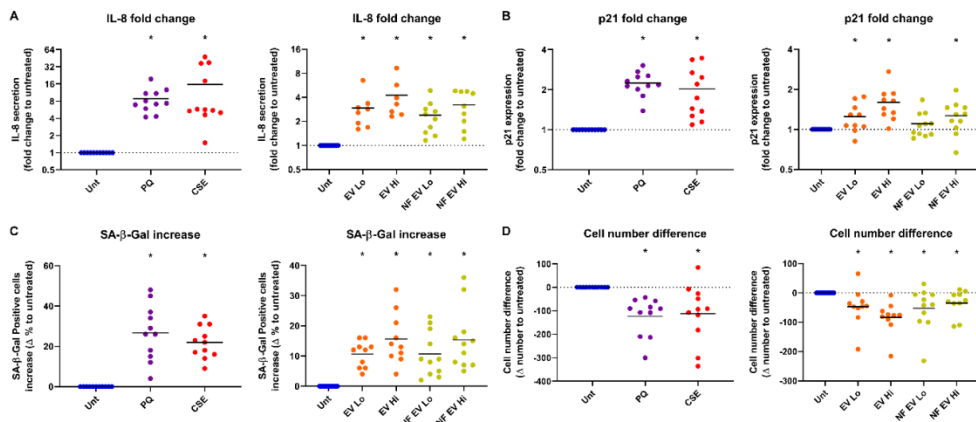 A
IL-8 fold change
IL-8 secretion
(fold change to untreated)
64
32
16
8
4
2
1
0.5
*
*
Unt
PQ
CSE
IL-8 fold change
IL-8 secretion
(fold change to untreated)
16
8
4
2
1
0.5
*
*
*
*
Unt
EV Lo
EV Hi
NF EV Lo
NF EV Hi
B
p21 fold change
p21 expression
(fold change to untreated)
4
2
1
0.5
*
*
Unt
PQ
CSE
p21 fold change
p21 expression
(fold change to untreated)
4
2
1
0.5
*
*
*
Unt
EV Lo
EV Hi
NF EV Lo
NF EV Hi
C
SA-β-Gal increase
SA-β-Gal Positive cells
increase (Δ % to untreated)
60
40
20
0
*
*
Unt
PQ
CSE
SA-β-Gal increase
SA-β-Gal Positive cells
increase (Δ % to untreated)
40
30
20
10
0
*
*
*
*
Unt
EV Lo
EV Hi
NF EV Lo
NF EV Hi
D
Cell number difference
Cell number difference
(Δ number to untreated)
100
0
-100
-200
-300
-400
*
*
Unt
PQ
CSE
Cell number difference
Cell number difference
(Δ number to untreated)
100
0
-100
-200
-300
*
*
*
*
Unt
EV Lo
EV Hi
NF EV Lo
NF EV Hi